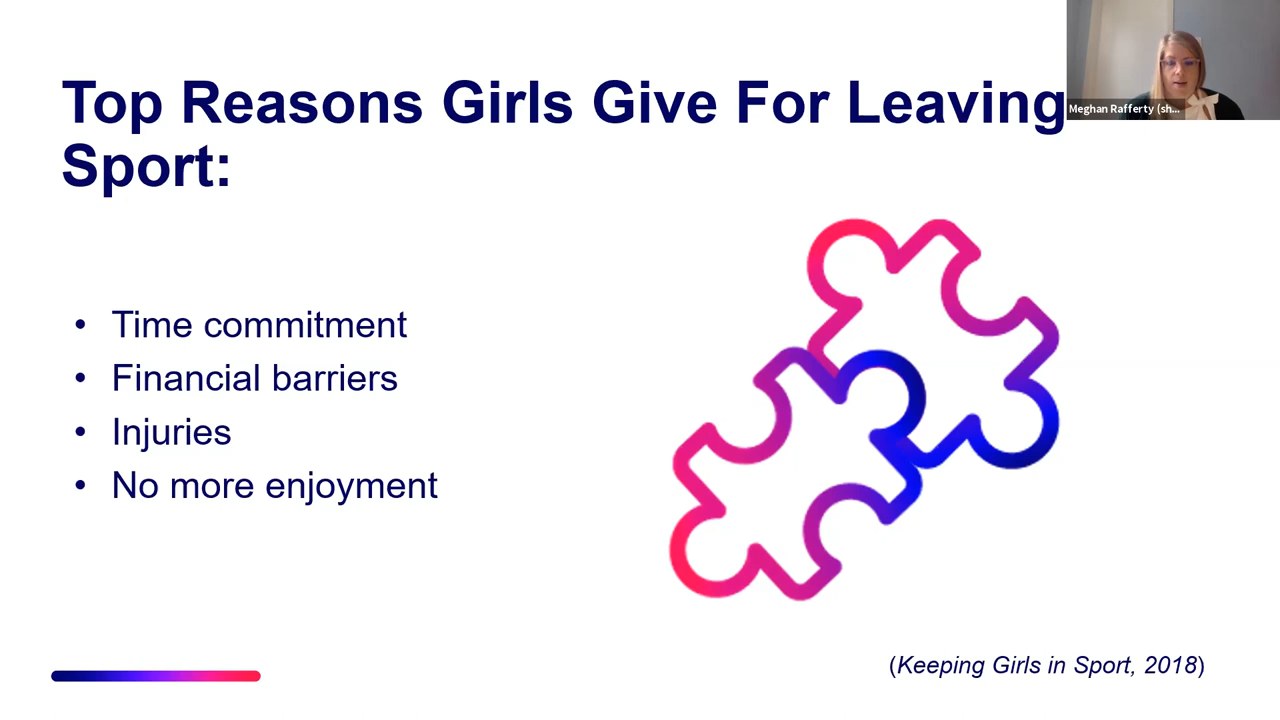 Top Reasons Girls Give For Leaving
Sport:
Meghan Rafferty (sh...
• Time commitment
• Financial barriers
• Injuries
• No more enjoyment
(Keeping Girls in Sport, 2018)